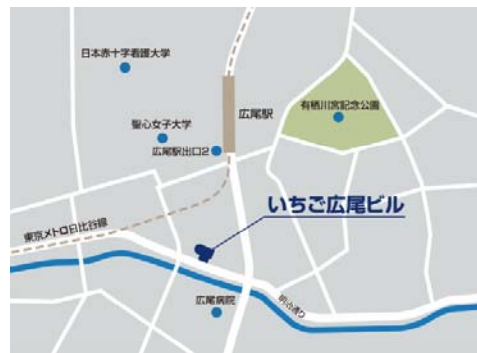 日本赤十字看護大学
広尾駅
有栖川宮記念公園
聖心女子大学
広尾駅出口2
いちご広尾ビル
東京メトロ日比谷線
広尾病院
明治通り